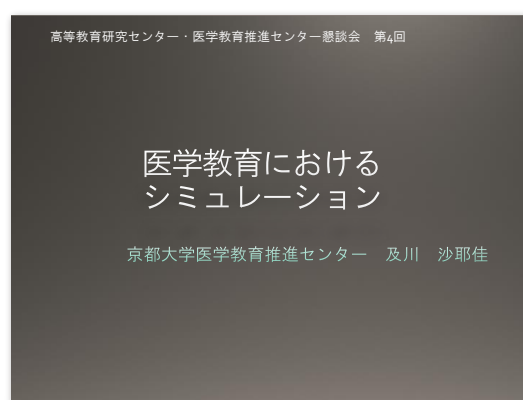 高等教育研究センター・医学教育推進センター懇談会　第4回
医学教育における
シミュレーション
京都大学医学教育推進センター　及川　沙耶佳